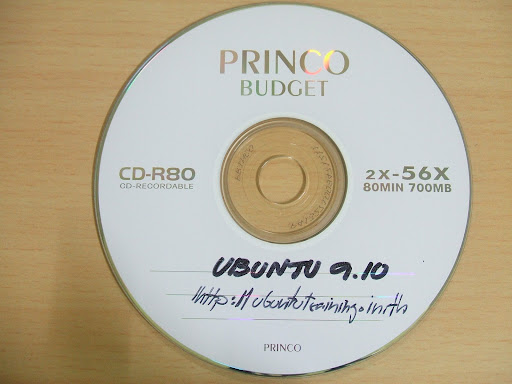 PRINCO
BUDGET
CD-R80
CD-RECORDABLE
2X-56X
80MIN 700MB
UBUNTU 9.10
http://ubuntutraining.in.th
PRINCO